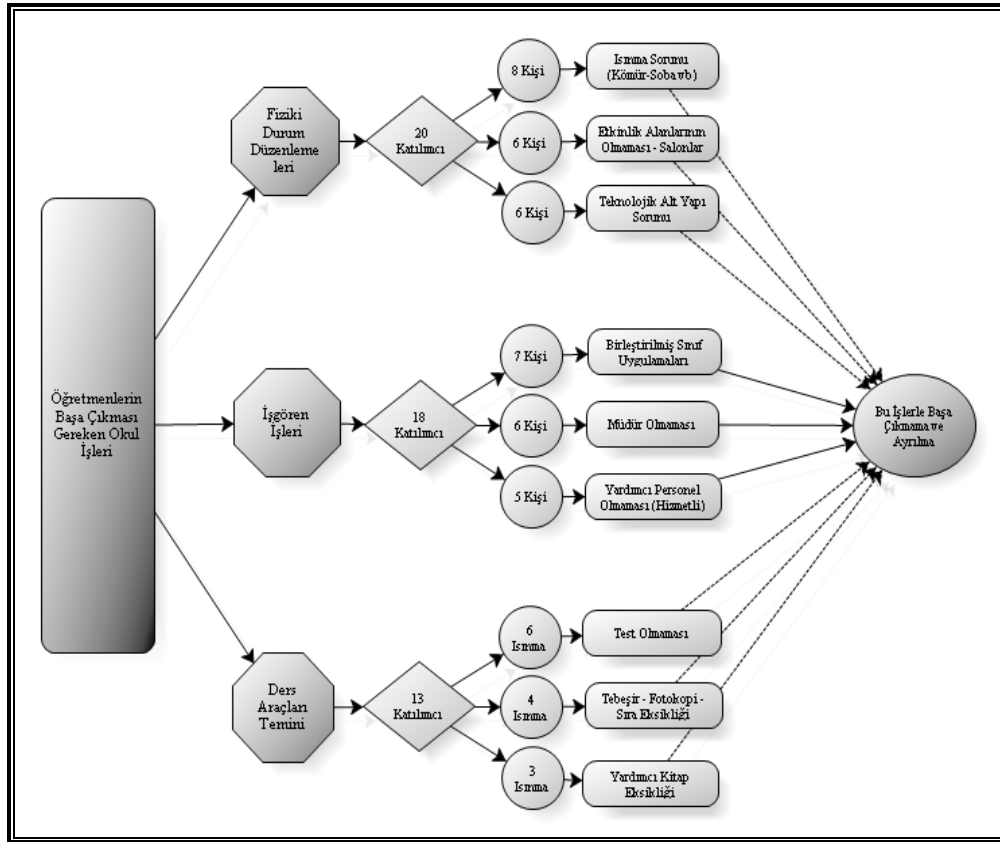 Öğretmenlerin
Başa Çıkması
Gereken Okul
İşleri
Fiziki
Durum
Düzenleme
leri
20
Katılımcı
8 Kişi
Isınma Sorunu
(Kömür-Soba vb)
6 Kişi
Etkinlik Alanlarının
Olmaması - Salonlar
6 Kişi
Teknolojik Alt Yapı
Sorunu
İşgören
İşleri
18
Katılımcı
7 Kişi
Birleştirilmiş Sınıf
Uygulamaları
6 Kişi
Müdür Olmaması
5 Kişi
Yardımcı Personel
Olmaması (Hizmetli)
Ders
Araçları
Temini
13
Katılımcı
6
Isınma
Test Olmaması
4
Isınma
Tebeşir - Fotokopi -
Sıra Eksikliği
3
Isınma
Yardımcı Kitap
Eksikliği
Bu İşlerle Başa
Çıkmama ve
Ayrılma